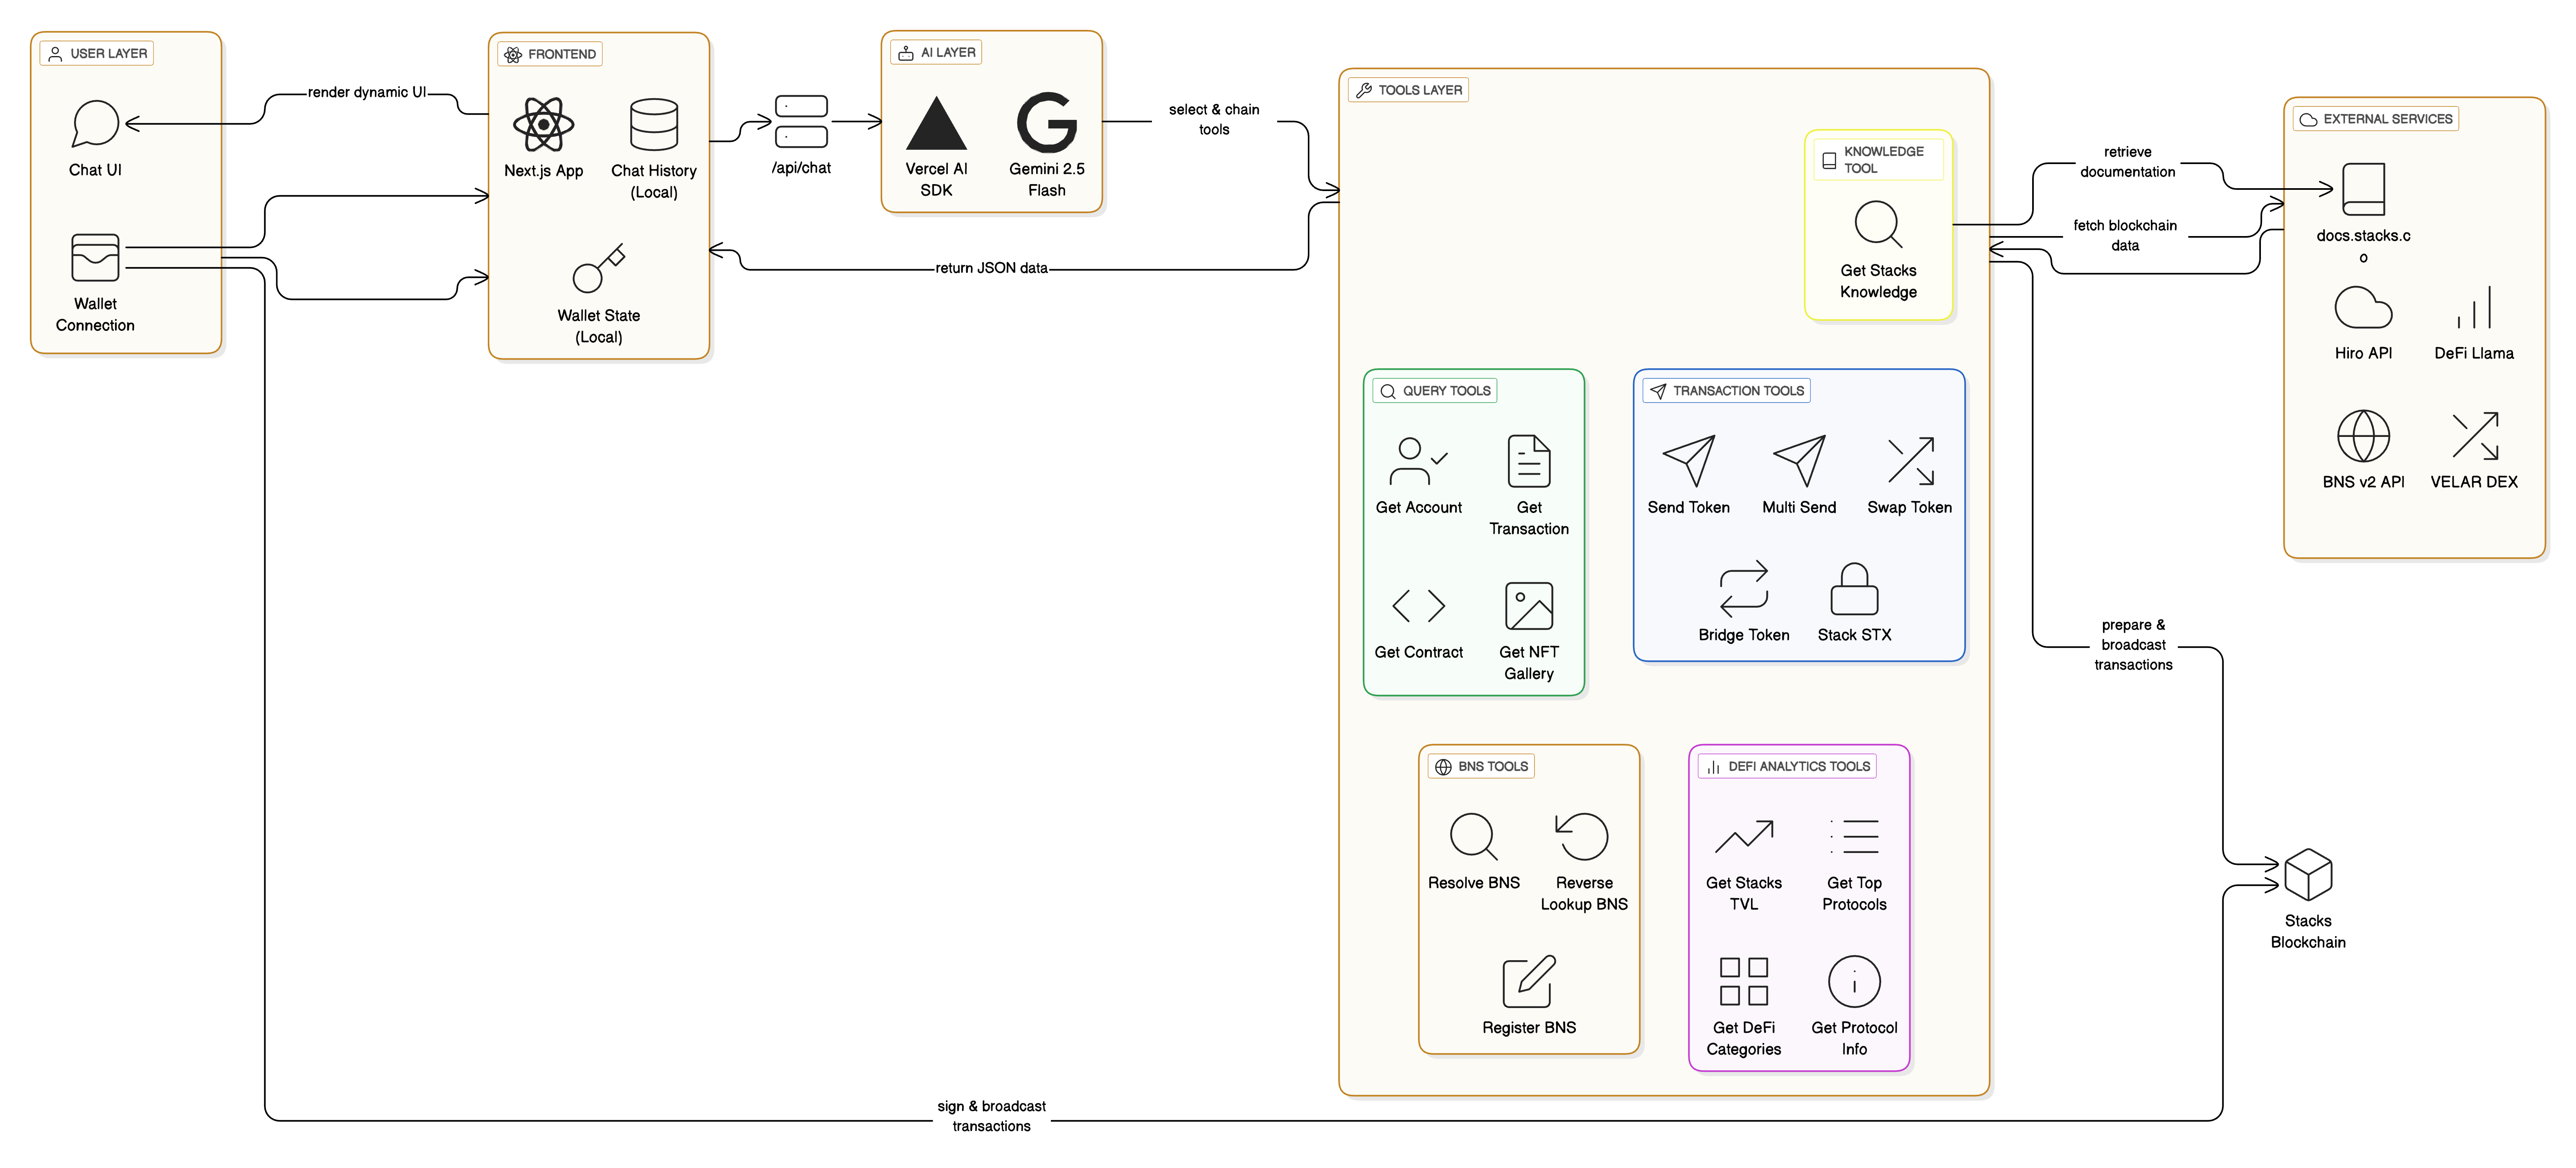 USER LAYER
Chat UI
Wallet
Connection
render dynamic UI
FRONTEND
Next.js App
Chat History
(Local)
Wallet State
(Local)
/api/chat
AI LAYER
Vercel AI
SDK
Gemini 2.5
Flash
select & chain
tools
return JSON data
TOOLS LAYER
KNOWLEDGE
TOOL
Get Stacks
Knowledge
QUERY TOOLS
Get Account
Get
Transaction
Get Contract
Get NFT
Gallery
TRANSACTION TOOLS
Send Token
Multi Send
Swap Token
Bridge Token
Stack STX
BNS TOOLS
Resolve BNS
Reverse
Lookup BNS
Register BNS
DEFI ANALYTICS TOOLS
Get Stacks
TVL
Get Top
Protocols
Get DeFi
Categories
Get Protocol
Info
retrieve
documentation
fetch blockchain
data
EXTERNAL SERVICES
docs.stacks.c
o
Hiro API
DeFi Llama
BNS v2 API
VELAR DEX
prepare &
broadcast
transactions
Stacks
Blockchain
sign & broadcast
transactions